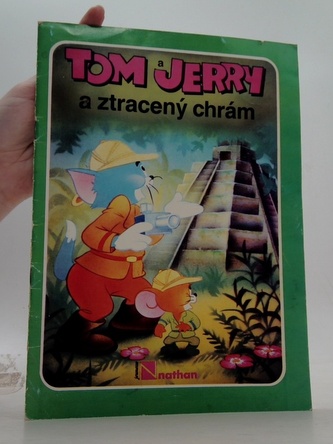 TOM a JERRY
a ztracený chrám
nathan